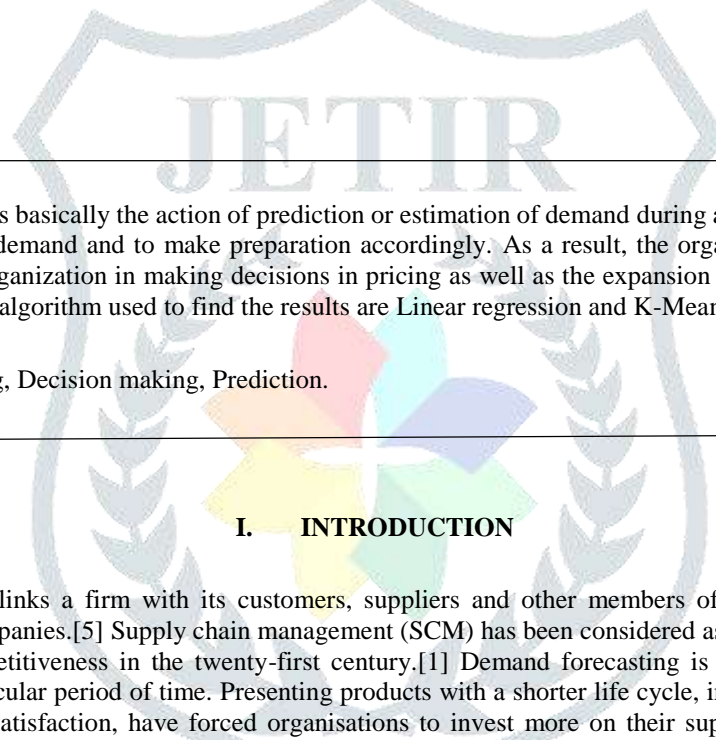 JETIR
s basically the action of prediction or estimation of demand during a
demand and to make preparation accordingly. As a result, the orga
rganization in making decisions in pricing as well as the expansion
algorithm used to find the results are Linear regression and K-Mean
g, Decision making, Prediction.
I. INTRODUCTION
links a firm with its customers, suppliers and other members of
panies.[5] Supply chain management (SCM) has been considered as
etitiveness in the twenty-first century.[1] Demand forecasting is
cular period of time. Presenting products with a shorter life cycle, i
atisfaction, have forced organisations to invest more on their sup